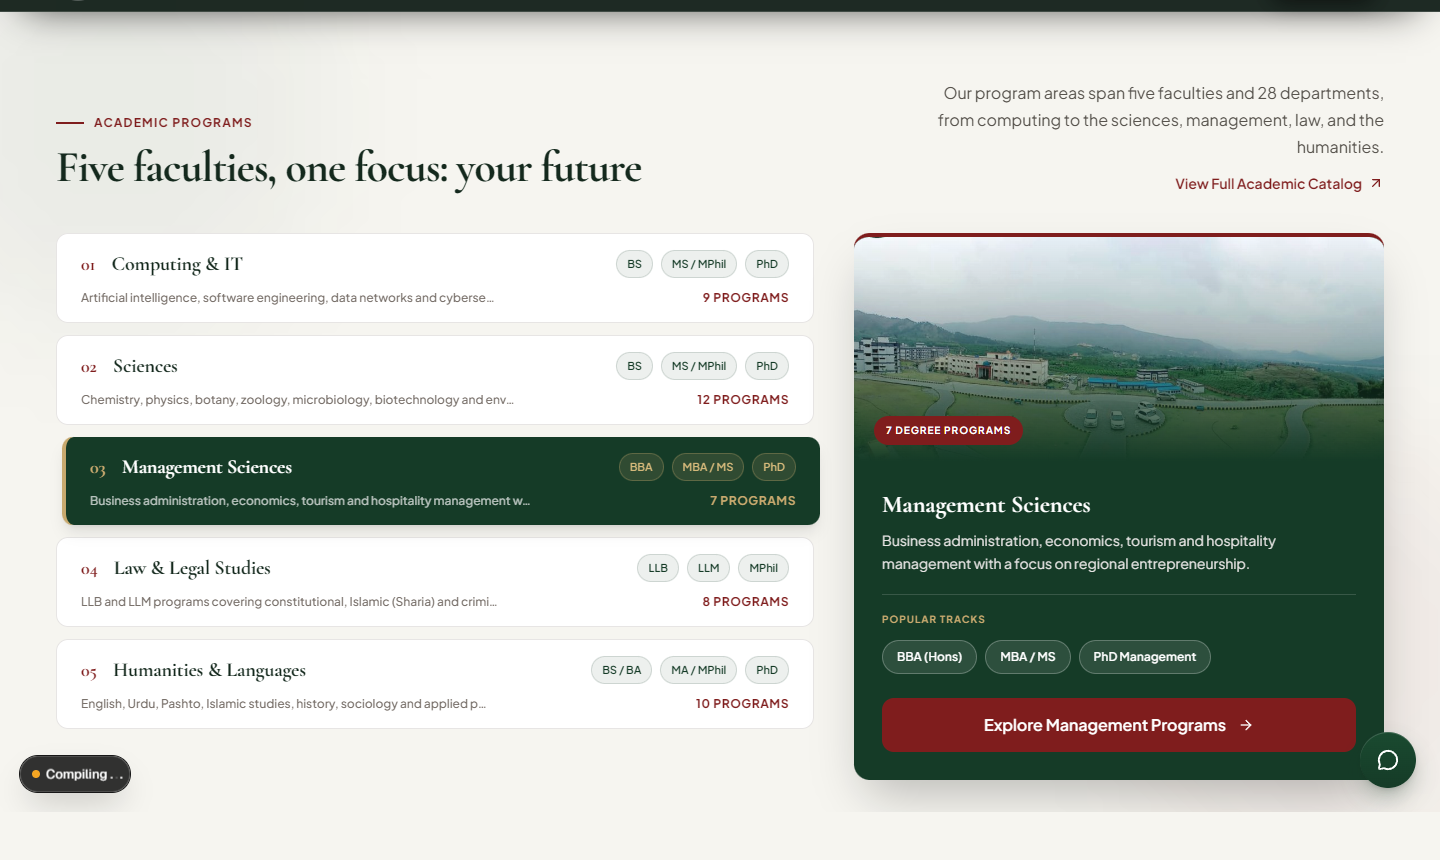 ACADEMIC PROGRAMS
Five faculties, one focus: your future
Our program areas span five faculties and 28 departments,
from computing to the sciences, management, law, and the
humanities.
View Full Academic Catalog
01 Computing & IT BS MS / MPhil PhD
Artificial intelligence, software engineering, data networks and cyberse... 9 PROGRAMS
02 Sciences BS MS / MPhil PhD
Chemistry, physics, botany, zoology, microbiology, biotechnology and env... 12 PROGRAMS
03 Management Sciences BBA MBA / MS PhD
Business administration, economics, tourism and hospitality management w... 7 PROGRAMS
04 Law & Legal Studies LLB LLM MPhil
LLB and LLM programs covering constitutional, Islamic (Sharia) and crimi... 8 PROGRAMS
05 Humanities & Languages BS / BA MA / MPhil PhD
English, Urdu, Pashto, Islamic studies, history, sociology and applied p... 10 PROGRAMS
7 DEGREE PROGRAMS
Management Sciences
Business administration, economics, tourism and hospitality
management with a focus on regional entrepreneurship.
POPULAR TRACKS
BBA (Hons) MBA / MS PhD Management
Explore Management Programs
Compiling . .